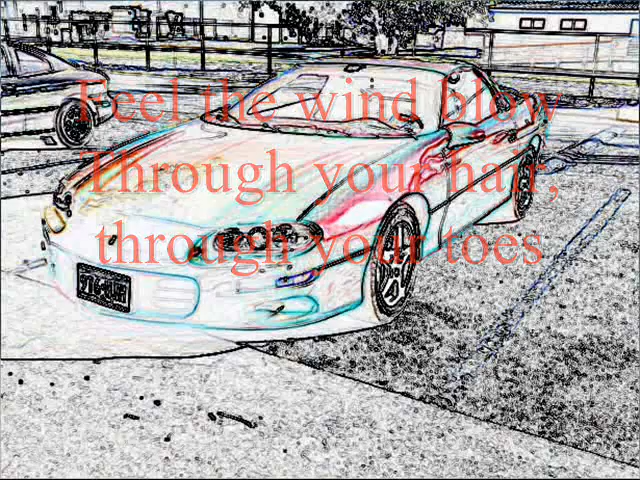 Feel the wind blow
Through your hair,
through your toes